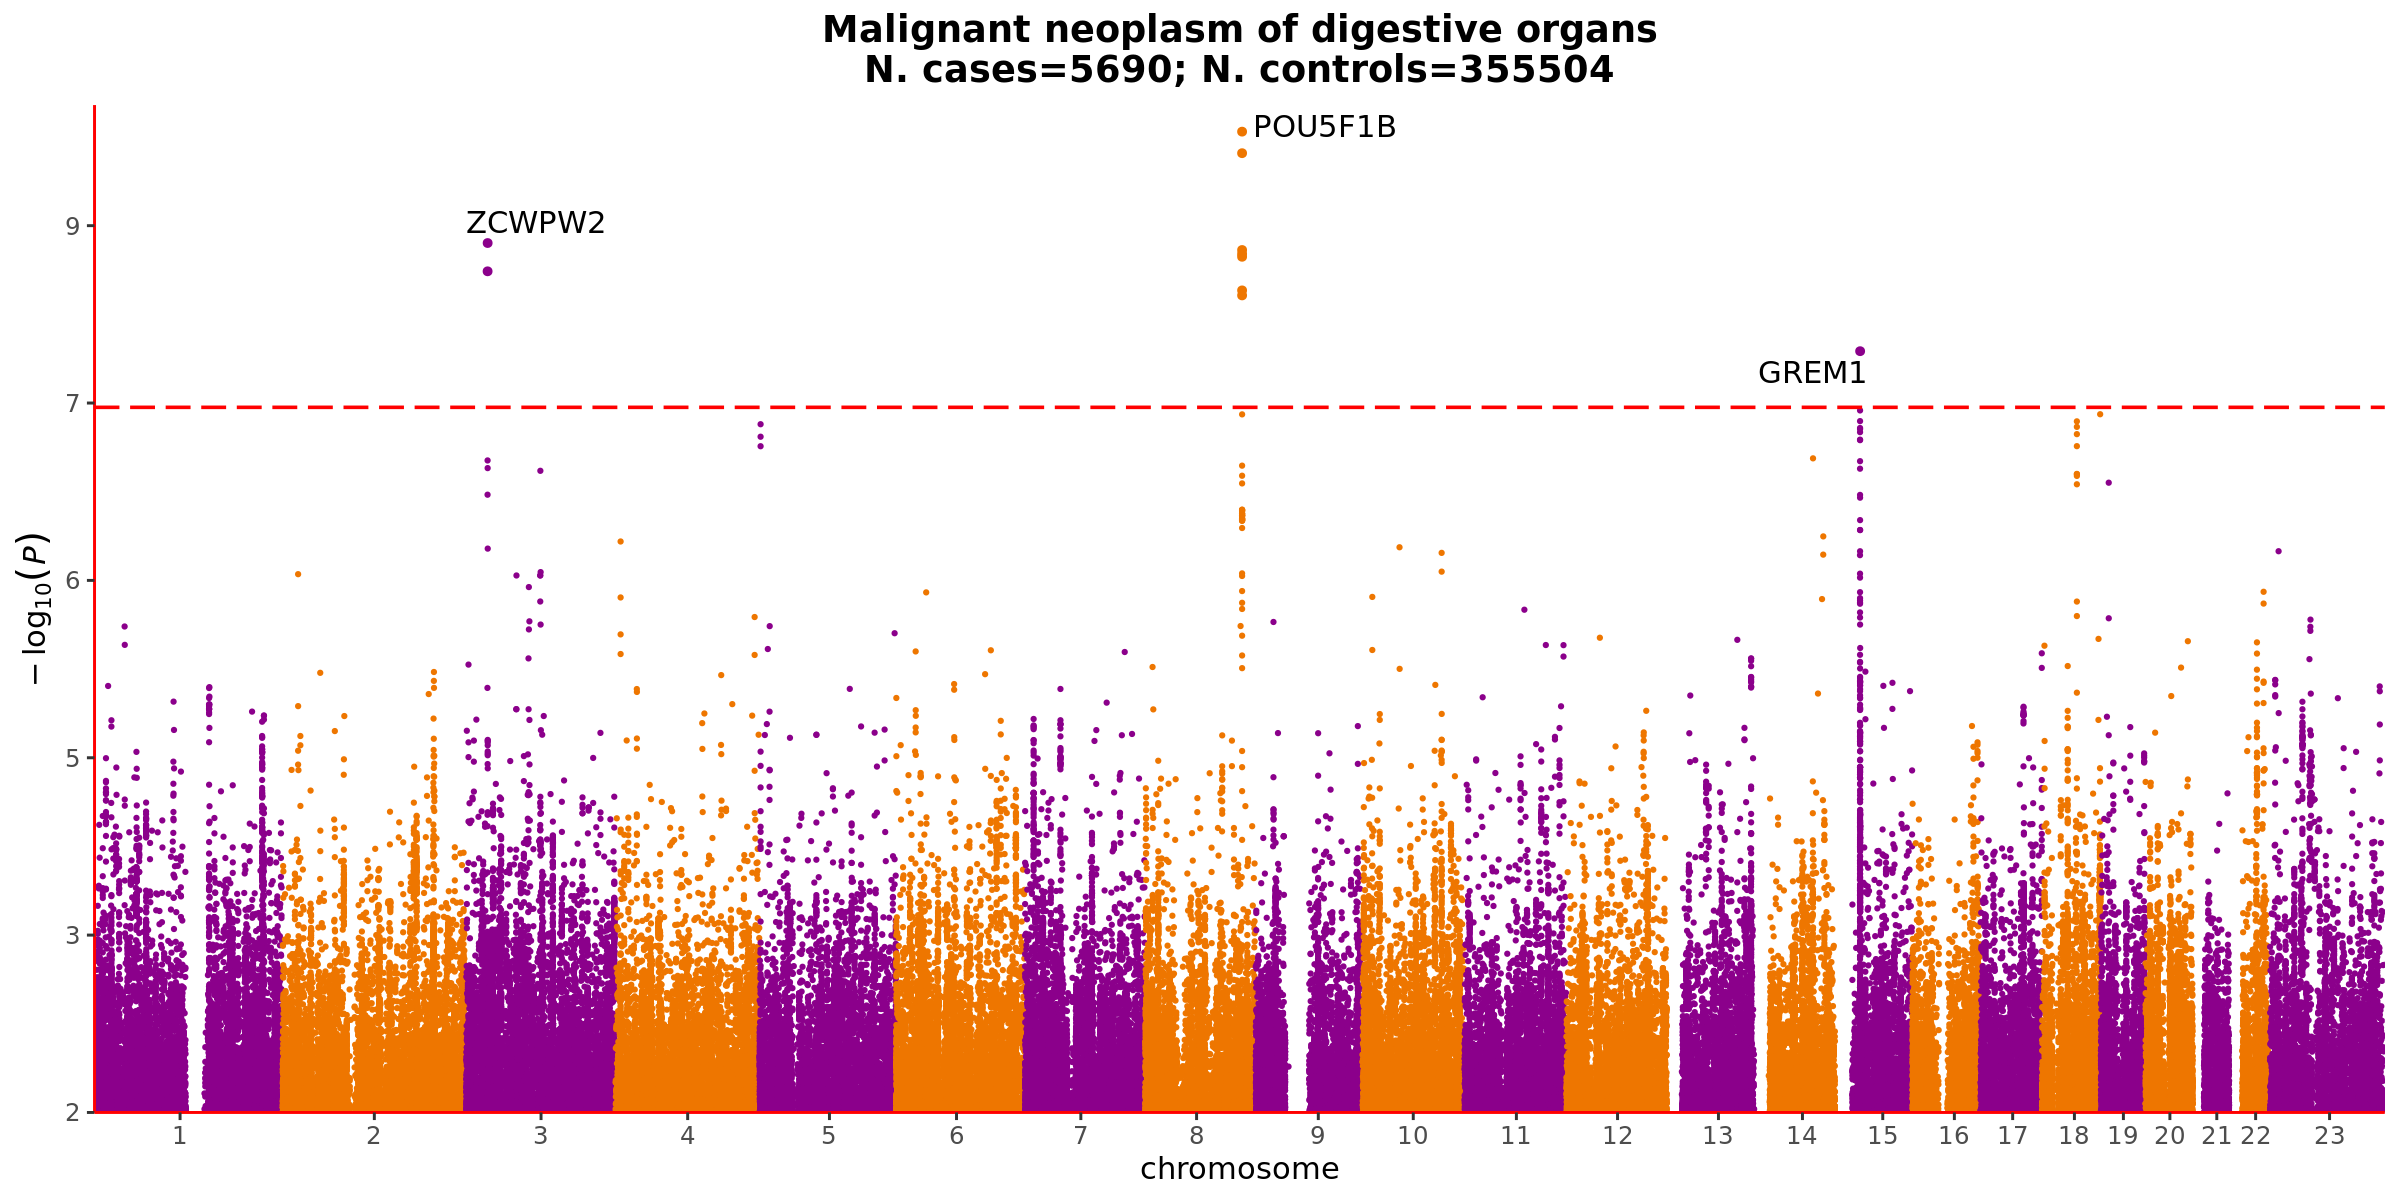 Malignant neoplasm of digestive organs
N. cases=5690; N. controls=355504
POU5F1B
ZCWPW2
GREM1
9
7
6
5
3
2
−log10(P)
1 2 3 4 5 6 7 8 9 10 11 12 13 14 15 16 17 18 19 20 21 22 23
chromosome